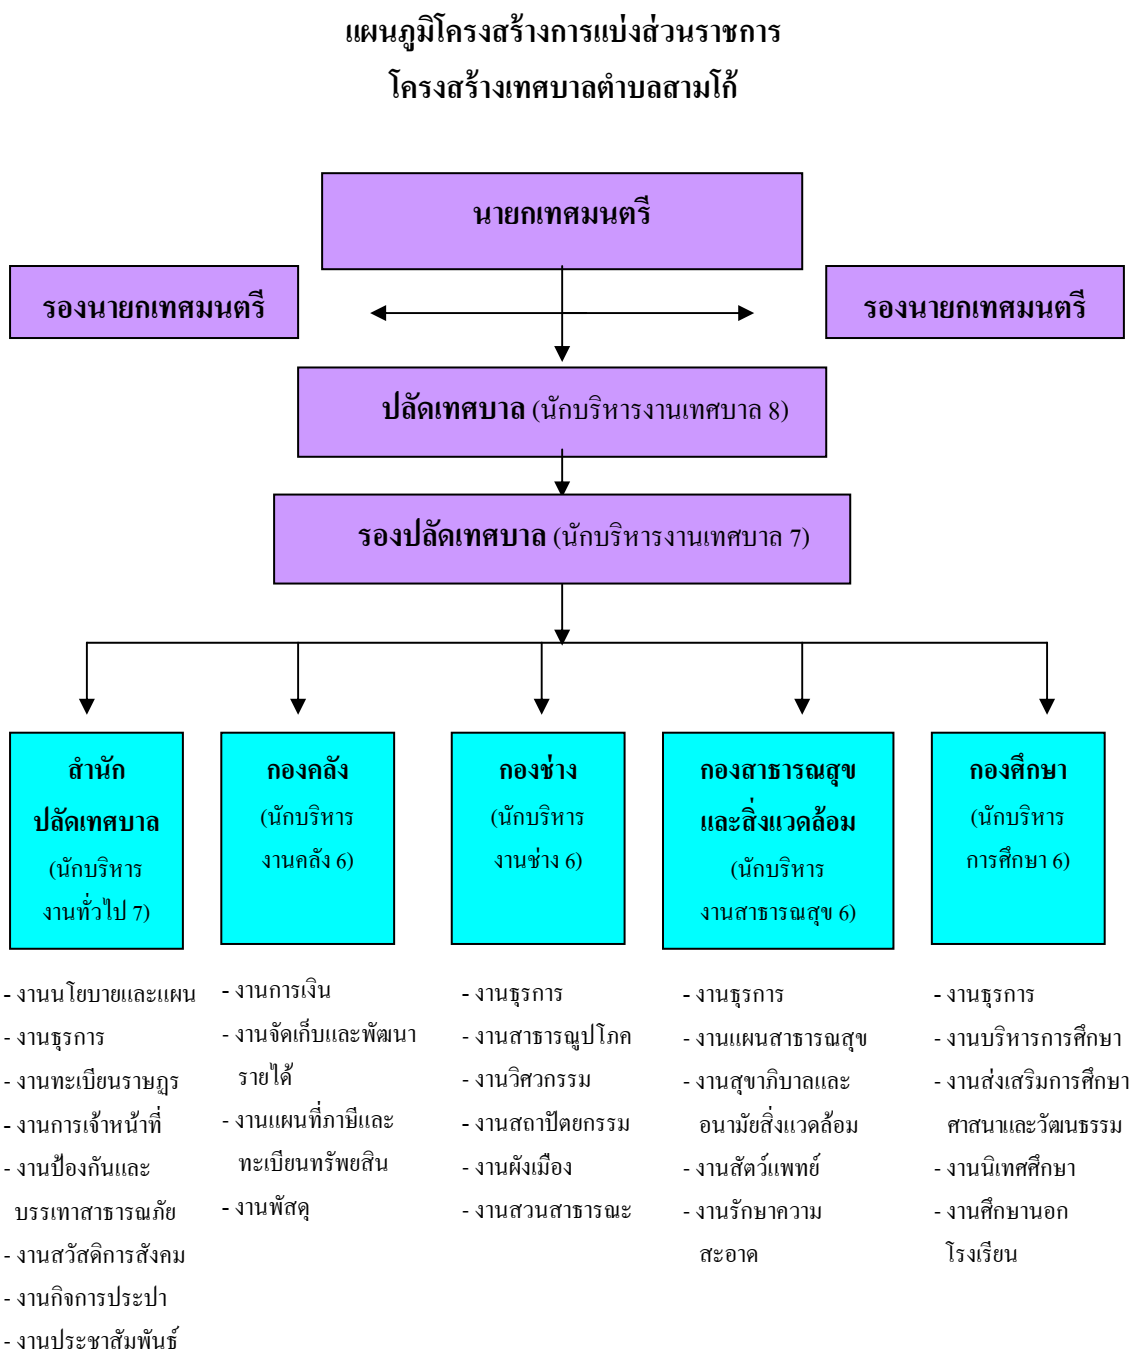 แผนภูมิโครงสร้างการแบ่งส่วนราชการ
โครงสร้างเทศบาลตำบลสามโก้
นายกเทศมนตรี
รองนายกเทศมนตรี
รองนายกเทศมนตรี
ปลัดเทศบาล (นักบริหารงานเทศบาล 8)
รองปลัดเทศบาล (นักบริหารงานเทศบาล 7)
สำนัก
ปลัดเทศบาล
(นักบริหาร
งานทั่วไป 7)
กองคลัง
(นักบริหาร
งานคลัง 6)
กองช่าง
(นักบริหาร
งานช่าง 6)
กองสาธารณสุข
และสิ่งแวดล้อม
(นักบริหาร
งานสาธารณสุข 6)
กองศึกษา
(นักบริหาร
การศึกษา 6)
- งานนโยบายและแผน
- งานธุรการ
- งานทะเบียนราษฎร
- งานการเจ้าหน้าที่
- งานป้องกันและ
บรรเทาสาธารณภัย
- งานสวัสดิการสังคม
- งานกิจการประปา
- งานประชาสัมพันธ์
- งานการเงิน
- งานจัดเก็บและพัฒนา
รายได้
- งานแผนที่ภาษีและ
ทะเบียนทรัพยสิน
- งานพัสดุ
- งานธุรการ
- งานสาธารณูปโภค
- งานวิศวกรรม
- งานสถาปัตยกรรม
- งานผังเมือง
- งานสวนสาธารณะ
- งานธุรการ
- งานแผนสาธารณสุข
- งานสุขาภิบาลและ
อนามัยสิ่งแวดล้อม
- งานสัตว์แพทย์
- งานรักษาความ
สะอาด
- งานธุรการ
- งานบริหารการศึกษา
- งานส่งเสริมการศึกษา
ศาสนาและวัฒนธรรม
- งานนิเทศศึกษา
- งานศึกษานอก
โรงเรียน